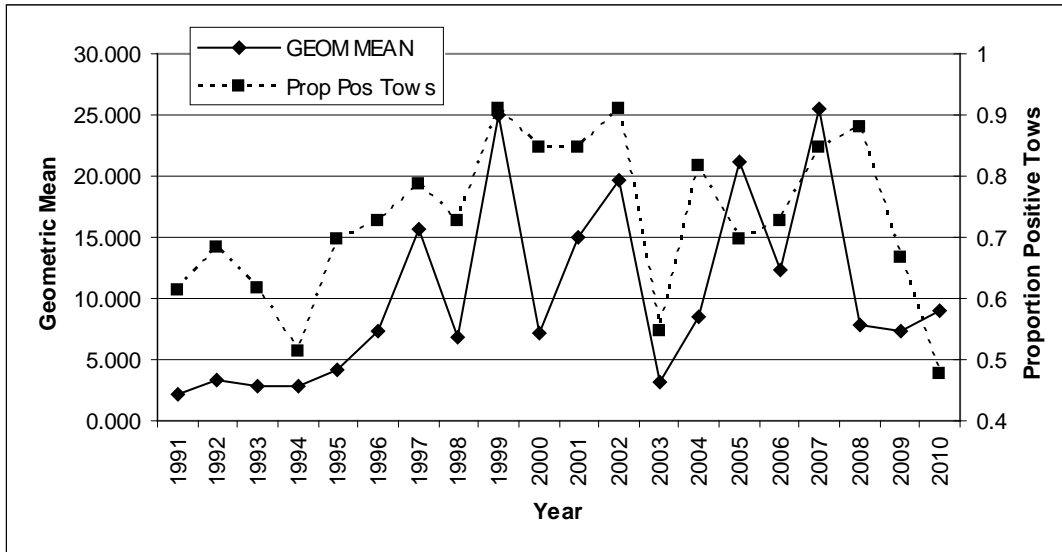 30.000
25.000
20.000
15.000
10.000
5.000
0.000
Geometric Mean
GEOM MEAN
Prop Pos Tows
1
0.9
0.8
0.7
0.6
0.5
0.4
Proportion Positive Tows
1991 1992 1993 1994 1995 1996 1997 1998 1999 2000 2001 2002 2003 2004 2005 2006 2007 2008 2009 2010
Year